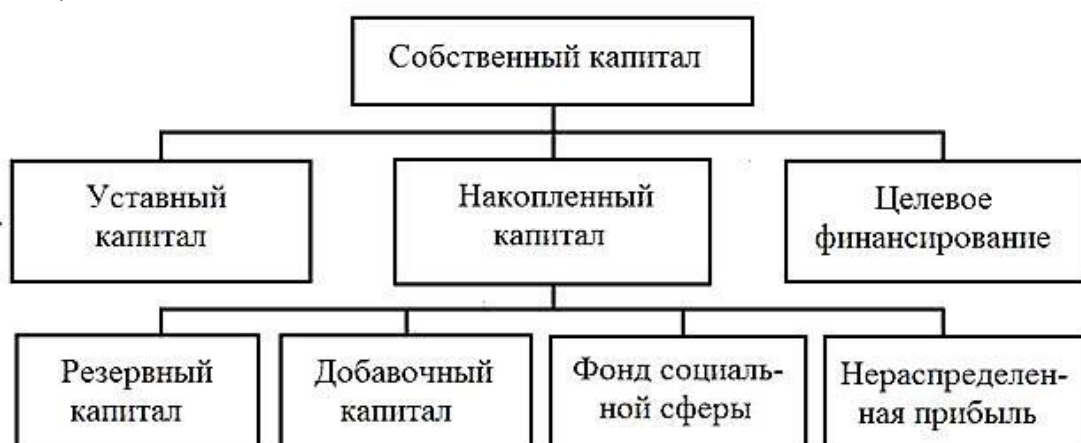 Собственный капитал
Уставный
капитал
Накопленный
капитал
Целевое
финансирование
Резервный
капитал
Добавочный
капитал
Фонд социаль-
ной сферы
Нераспределен-
ная прибыль